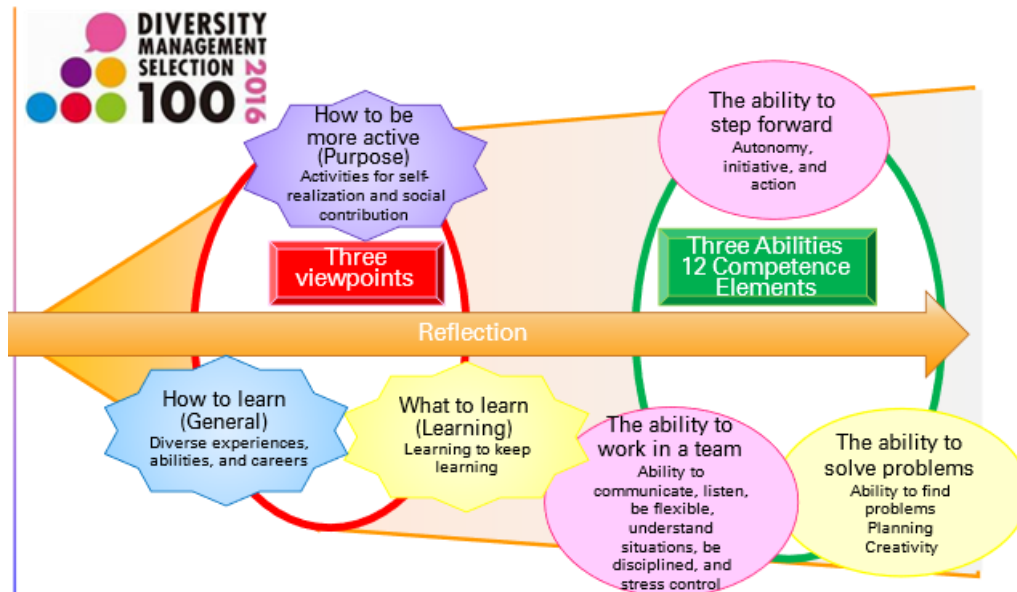 DIVERSITY
MANAGEMENT
SELECTION
100
2016
How to be
more active
(Purpose)
Activities for self-
realization and social
contribution
The ability to
step forward
Autonomy,
initiative, and
action
Three
viewpoints
Three Abilities
12 Competence
Elements
Reflection
How to learn
(General)
Diverse experiences,
abilities, and careers
What to learn
(Learning)
Learning to keep
learning
The ability to
work in a team
Ability to
communicate, listen,
be flexible,
understand
situations, be
disciplined, and
stress control
The ability to
solve problems
Ability to find
problems
Planning
Creativity